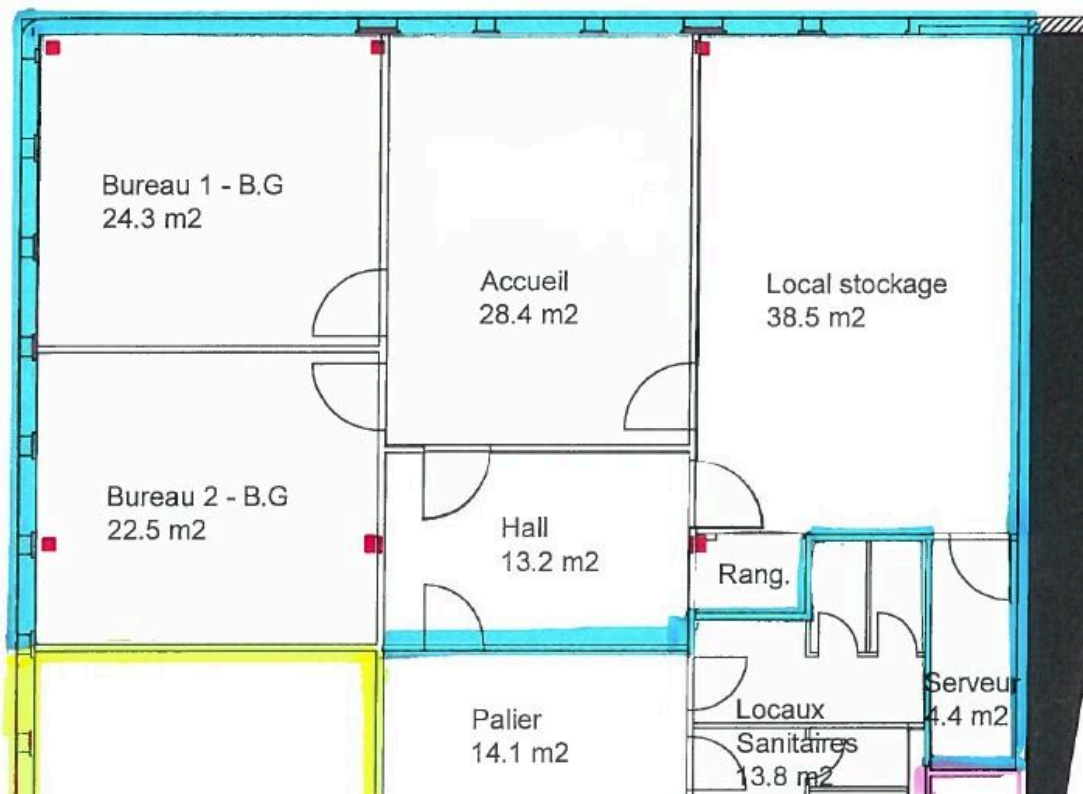 Bureau 1 - B.G
24.3 m2
Accueil
28.4 m2
Local stockage
38.5 m2
Bureau 2 - B.G
22.5 m2
Hall
13.2 m2
Rang.
Serveur
4.4 m2
Palier
14.1 m2
Locaux
Sanitaires
13.8 m2